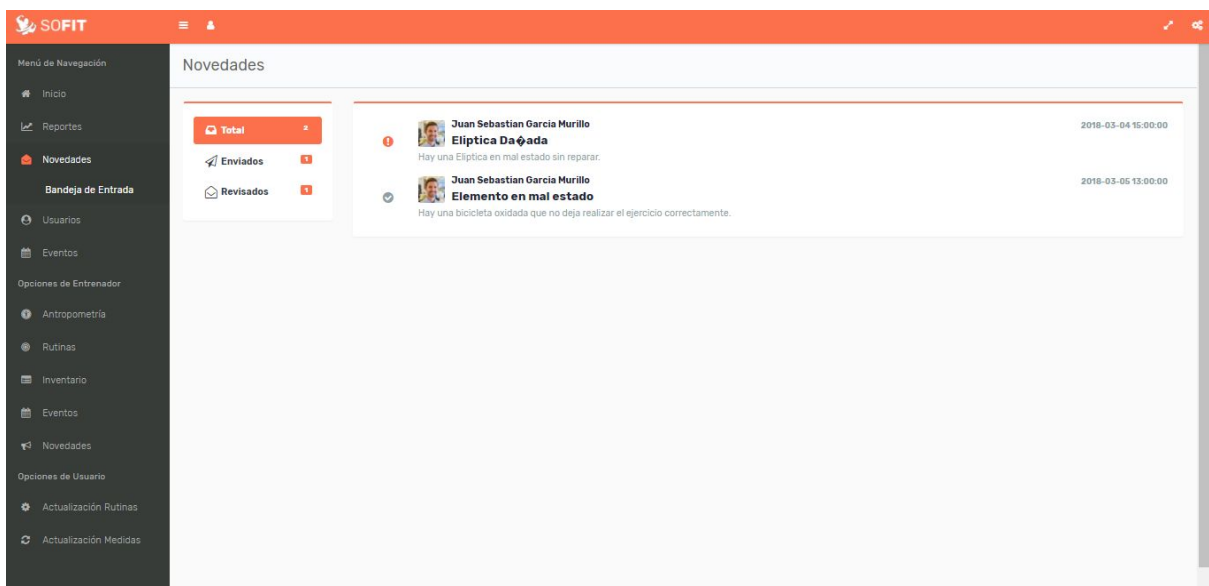 SOFIT
Menú de Navegación
Inicio
Reportes
Novedades
Bandeja de Entrada
Usuarios
Eventos
Opciones de Entrenador
Antropometría
Rutinas
Inventario
Eventos
Novedades
Opciones de Usuario
Actualización Rutinas
Actualización Medidas
Novedades
Total 2
Enviados 1
Revisados 1
Juan Sebastian Garcia Murillo 2018-03-04 15:00:00
Eliptica Da�ada
Hay una Eliptica en mal estado sin reparar.
Juan Sebastian Garcia Murillo 2018-03-05 13:00:00
Elemento en mal estado
Hay una bicicleta oxidada que no deja realizar el ejercicio correctamente.